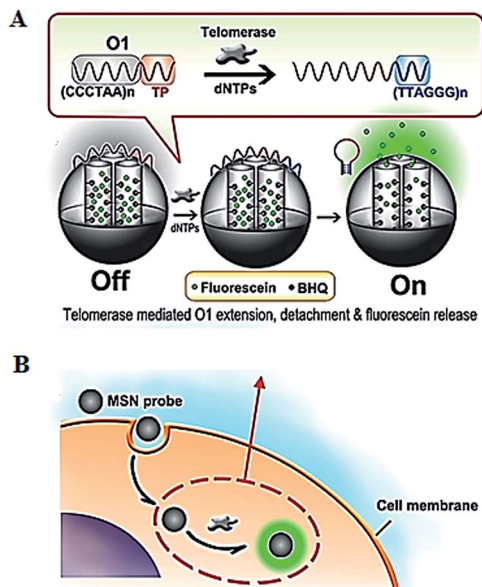 A
O1
Telomerase
dNTPs
(CCCTAA)n
TP
(TTAGGG)n
dNTPs
Off
On
Fluorescein BHQ
Telomerase mediated O1 extension, detachment & fluorescein release
B
MSN probe
Cell membrane